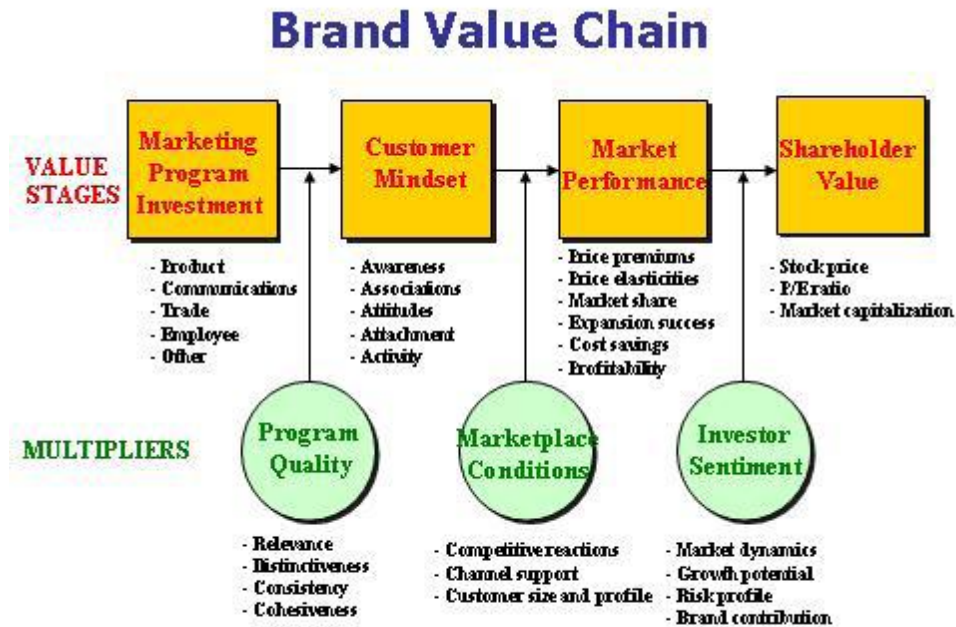 Brand Value Chain
VALUE
STAGES
Marketing
Program
Investment
Customer
Mindset
Market
Performance
Shareholder
Value
- Product
- Communications
- Trade
- Employee
- Other
- Awareness
- Associations
- Attitudes
- Attachment
- Activity
- Price premiums
- Price elasticities
- Market share
- Expansion success
- Cost savings
- Profitability
- Stock price
- P/E ratio
- Market capitalization
MULTIPLIERS
Program
Quality
Marketplace
Conditions
Investor
Sentiment
- Relevance
- Distinctiveness
- Consistency
- Cohesiveness
- Competitive reactions
- Channel support
- Customer size and profile
- Market dynamics
- Growth potential
- Risk profile
- Brand contribution